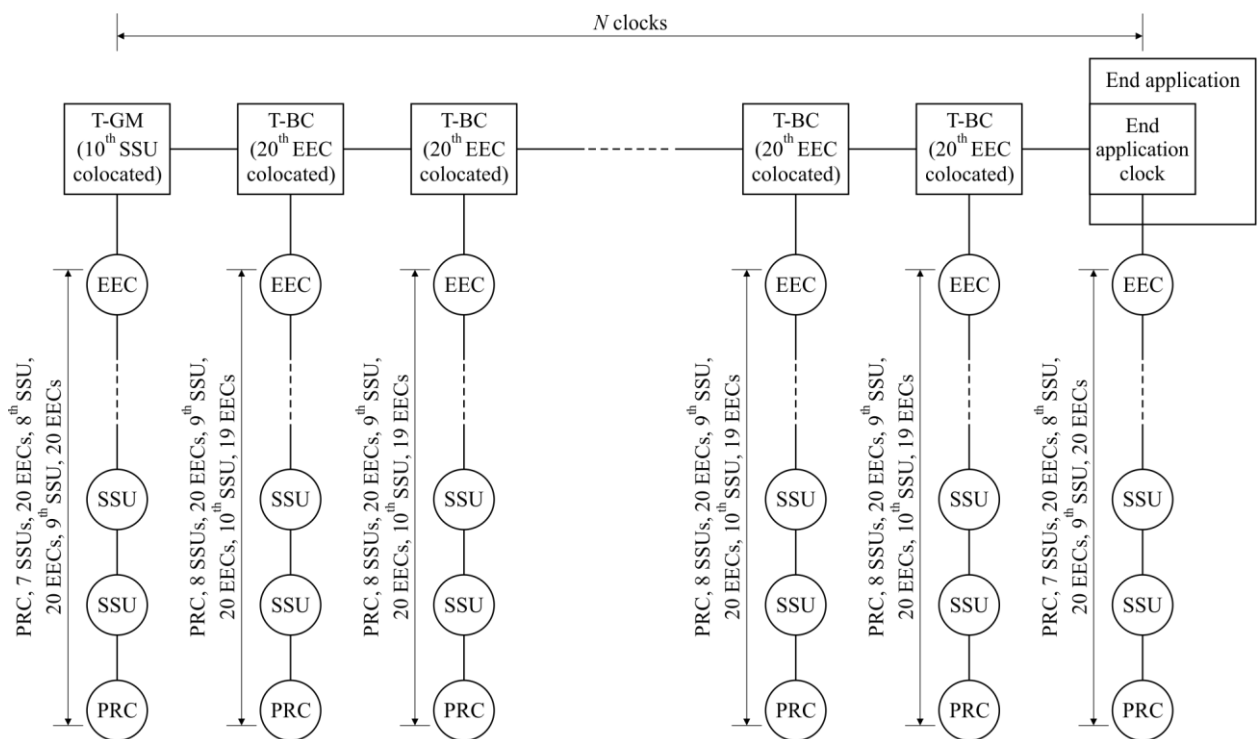 N clocks
End application
T-GM
(10th SSU
colocated)
T-BC
(20th EEC
colocated)
T-BC
(20th EEC
colocated)
T-BC
(20th EEC
colocated)
T-BC
(20th EEC
colocated)
End
application
clock
EEC
EEC
EEC
EEC
EEC
EEC
PRC, 7 SSUs, 20 EECs, 8th SSU,
20 EECs, 9th SSU, 20 EECs
PRC, 8 SSUs, 20 EECs, 9th SSU,
20 EECs, 10th SSU, 19 EECs
PRC, 8 SSUs, 20 EECs, 9th SSU,
20 EECs, 10th SSU, 19 EECs
PRC, 8 SSUs, 20 EECs, 9th SSU,
20 EECs, 10th SSU, 19 EECs
PRC, 8 SSUs, 20 EECs, 9th SSU,
20 EECs, 10th SSU, 19 EECs
PRC, 7 SSUs, 20 EECs, 8th SSU,
20 EECs, 9th SSU, 20 EECs
SSU
SSU
SSU
SSU
SSU
SSU
SSU
SSU
SSU
SSU
SSU
SSU
PRC
PRC
PRC
PRC
PRC
PRC